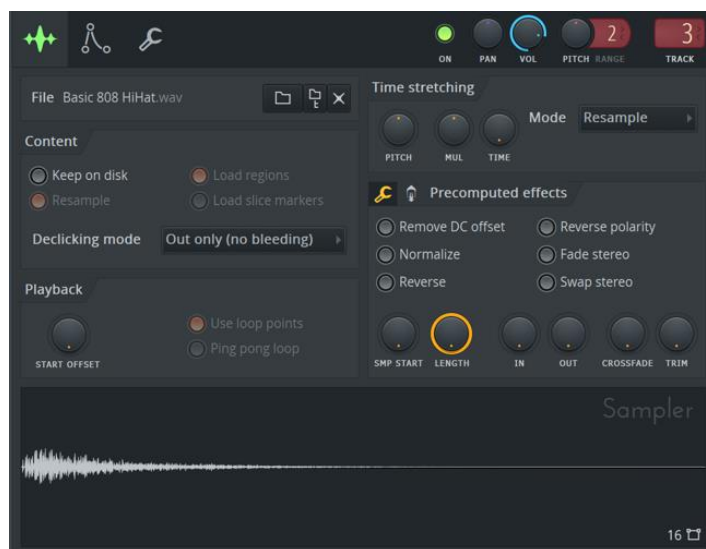 ON
PAN
VOL
PITCH RANGE
2
3
TRACK
File Basic 808 HiHat.wav
Content
Keep on disk
Load regions
Resample
Load slice markers
Declicking mode
Out only (no bleeding)
Playback
START OFFSET
Use loop points
Ping pong loop
Time stretching
PITCH
MUL
TIME
Mode
Resample
Precomputed effects
Remove DC offset
Reverse polarity
Normalize
Fade stereo
Reverse
Swap stereo
SMP START
LENGTH
IN
OUT
CROSSFADE
TRIM
Sampler
16